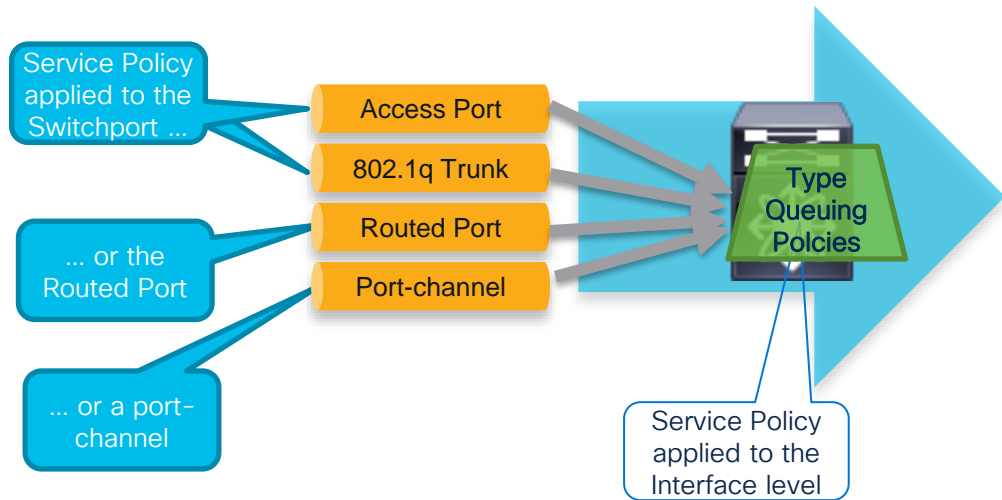 Service Policy
applied to the
Switchport ...
Access Port
802.1q Trunk
Routed Port
Port-channel
... or the
Routed Port
... or a port-
channel
Type
Queuing
Polcies
Service Policy
applied to the
Interface level